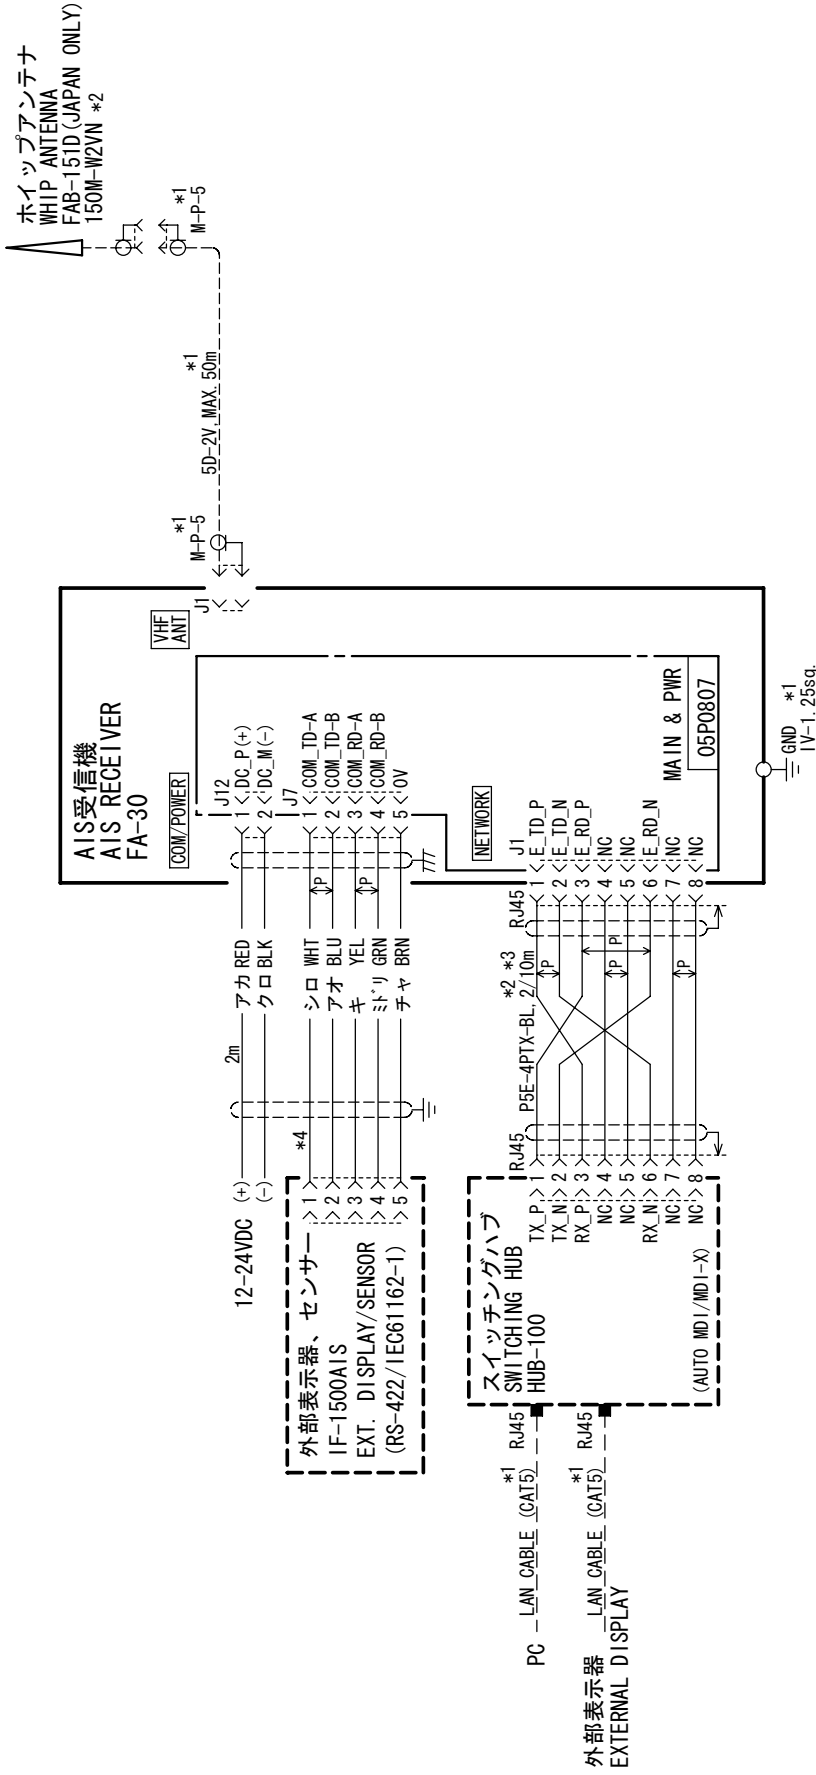 ホイップアンテナ
WHIP ANTENNA
FAB-151D(JAPAN ONLY)
150M-W2VN *2
*1
M-P-5
*1
5D-2V,MAX.50m
*1
M-P-5
AIS受信機
AIS RECEIVER
FA-30
VHF
ANT
J1
COM/POWER
J12
1 DC_P(+)
2 DC_M(-)
J7
1 COM_TD-A
2 COM_TD-B
3 COM_RD-A
4 COM_RD-B
5 0V
P
P
NETWORK
J1
1 E_TD_P
2 E_TD_N
3 E_RD_P
4 NC
5 NC
6 E_RD_N
7 NC
8 NC
MAIN & PWR
05P0807
GND *1
IV-1.25sq.
12-24VDC
(+)
(-)
2m
アカ RED
クロ BLK
*4
シロ WHT
アオ BLU
キ YEL
ミドリ GRN
チャ BRN
外部表示器、センサー
IF-1500AIS
EXT. DISPLAY/SENSOR
(RS-422/IEC61162-1)
1
2
3
4
5
RJ45
*2 *3
P5E-4PTX-BL, 2/10m
P
P
P
P
RJ45
スイッチングハブ
SWITCHING HUB
HUB-100
(AUTO MDI/MDI-X)
TX_P 1
TX_N 2
RX_P 3
NC 4
NC 5
RX_N 6
NC 7
NC 8
PC
*1
LAN CABLE (CAT5)
RJ45
外部表示器
EXTERNAL DISPLAY
*1
LAN CABLE (CAT5)
RJ45